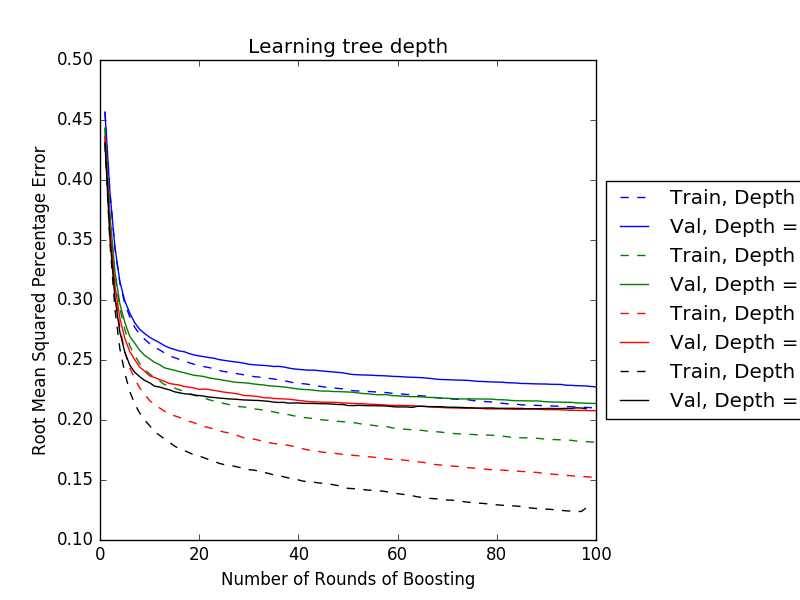 Learning tree depth
0.50
0.45
0.40
0.35
0.30
0.25
0.20
0.15
0.10
Root Mean Squared Percentage Error
0 20 40 60 80 100
Number of Rounds of Boosting
Train, Depth
Val, Depth =
Train, Depth
Val, Depth =
Train, Depth
Val, Depth =
Train, Depth
Val, Depth =